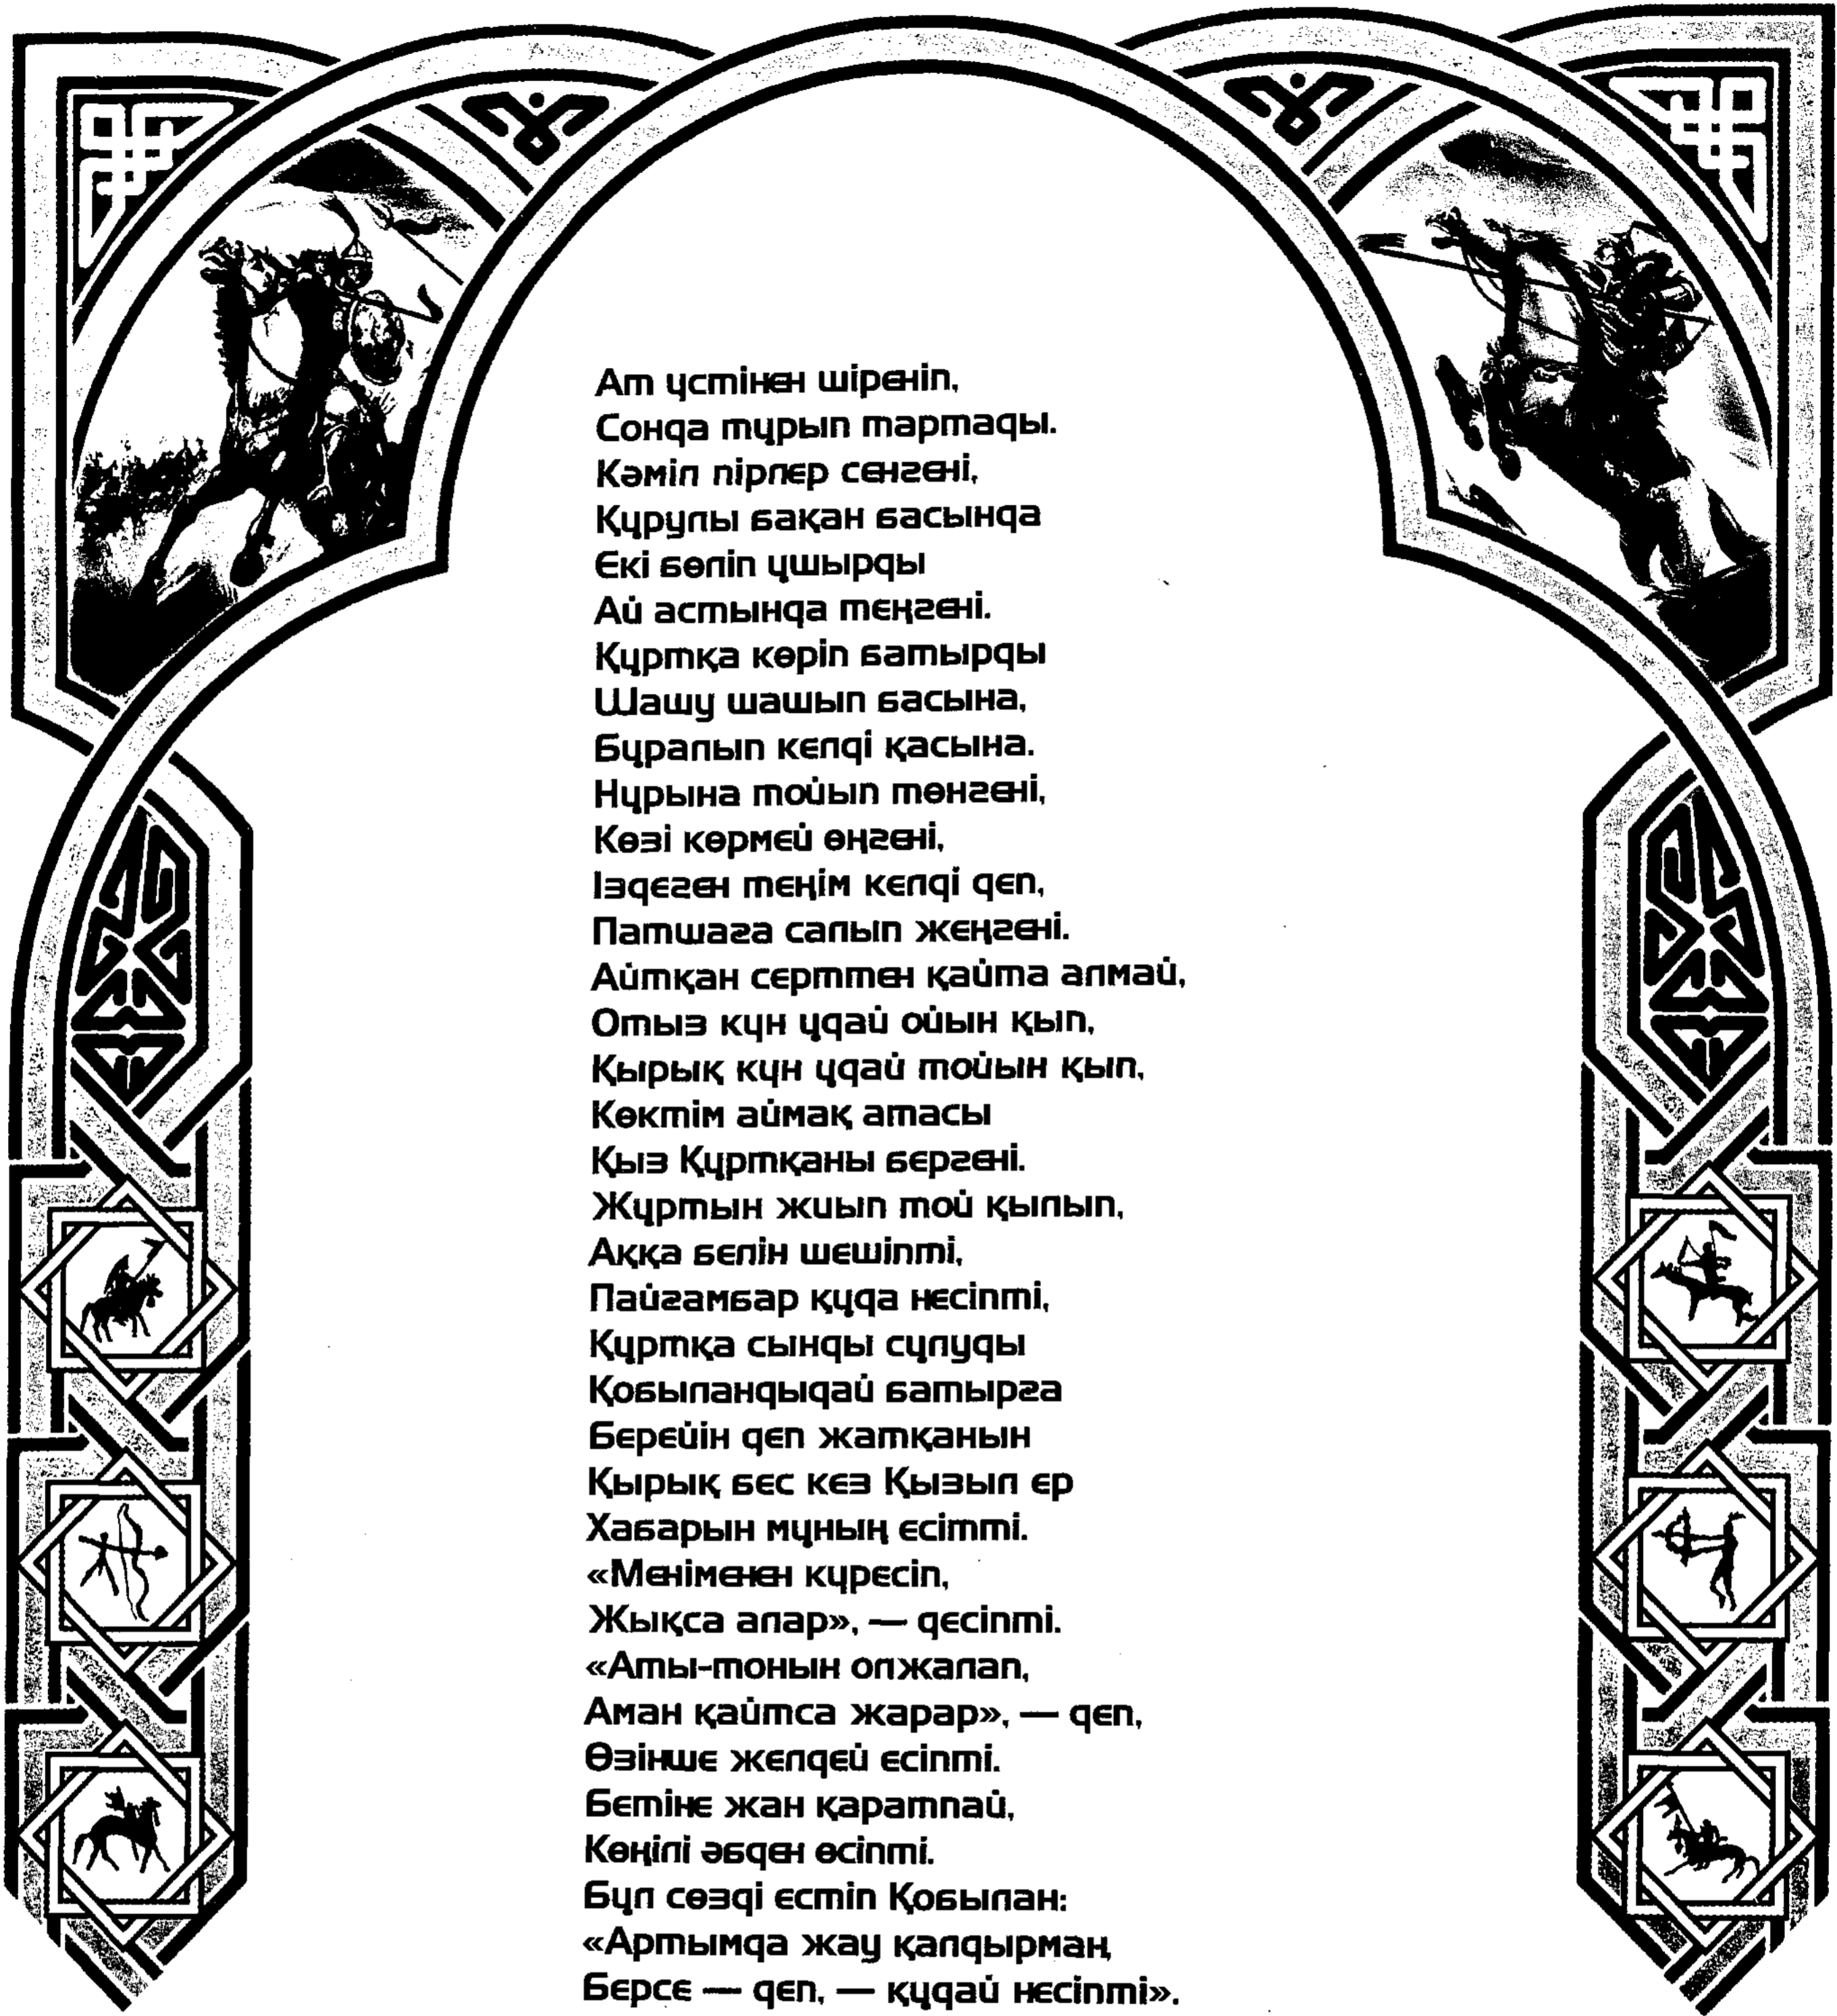 Ат үстінен шіреніп,
Сонда тұрып тартады.
Кәміл пірлер сенгені,
Құрулы бақан басында
Екі бөліп ұшырды
Ай астында теңгені.
Құртқа көріп батырды
Шашу шашып басына,
Бұралып келді қасына.
Нұрына тойып төнгені,
Көзі көрмей өңгені,
Іздеген теңім келді деп,
Патшаға салып жеңгені.
Айтқан серттен қайта алмай,
Отыз күн ұдай ойын қып,
Қырық күн ұдай тойын қып,
Көктім аймақ атасы
Қыз Құртқаны бергені.
Жұртын жиып той қылып,
Аққа белін шешіпті,
Пайғамбар құда несіпті,
Құртқа сынды сұлуды
Қобыландыдай батырға
Берейін деп жатқанын
Қырық бес кез Қызыл ер
Хабарын мұның есітті.
«Меніменен күресіп,
Жықса алар», — десіпті.
«Аты-тонын олжалап,
Аман қайтса жарар», — деп,
Өзінше желдей есіпті.
Бетіне жан қаратпай,
Көңілі әбден өсіпті.
Бұл сөзді естіп Қобылан:
«Артымда жау қалдырман,
Берсе — деп, — құдай несіпті».